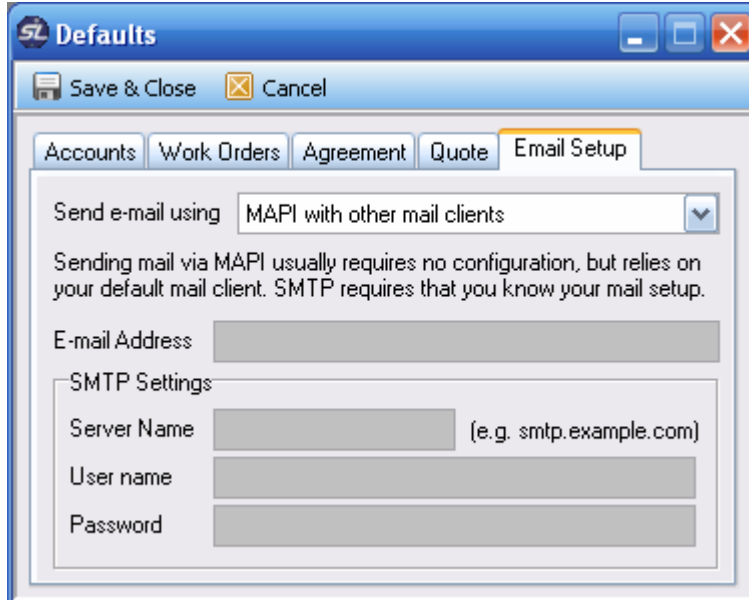 SL Defaults
Save & Close Cancel
Accounts Work Orders Agreement Quote Email Setup
Send e-mail using MAPI with other mail clients
Sending mail via MAPI usually requires no configuration, but relies on
your default mail client. SMTP requires that you know your mail setup.
E-mail Address
SMTP Settings
Server Name (e.g. smtp.example.com)
User name
Password